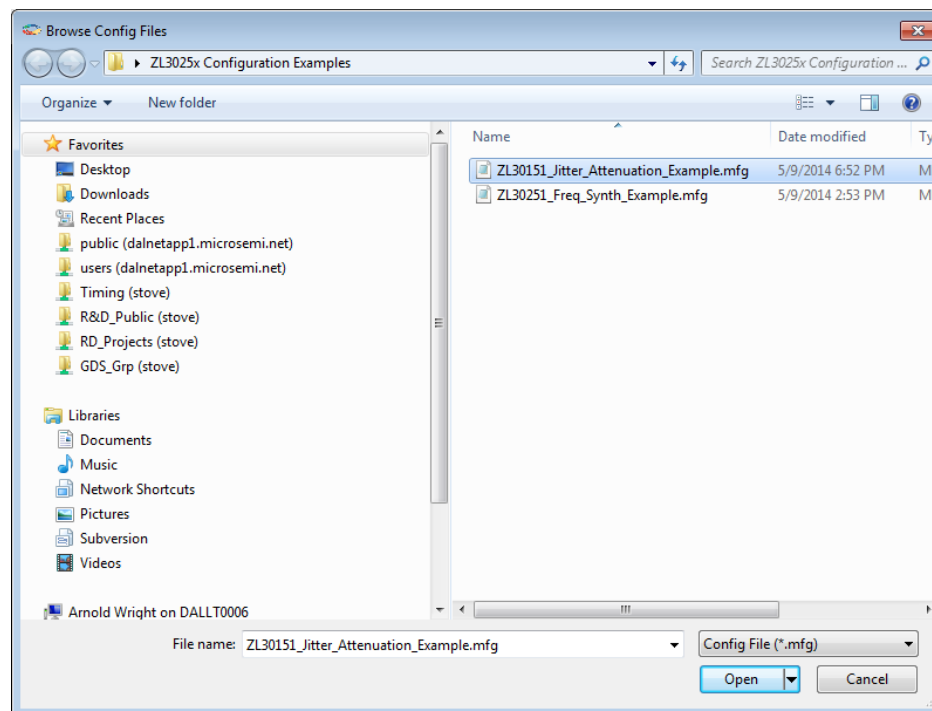 Browse Config Files
ZL3025x Configuration Examples
Search ZL3025x Configuration ...
Organize
New folder
Name
Date modified
Ty
Favorites
Desktop
Downloads
Recent Places
public (dalnetapp1.microsemi.net)
users (dalnetapp1.microsemi.net)
Timing (stove)
R&D_Public (stove)
RD_Projects (stove)
GDS_Grp (stove)
Libraries
Documents
Music
Network Shortcuts
Pictures
Subversion
Videos
Arnold Wright on DALLT0006
ZL30151_Jitter_Attenuation_Example.mfg 5/9/2014 6:52 PM M
ZL30251_Freq_Synth_Example.mfg 5/9/2014 2:53 PM M
File name: ZL30151_Jitter_Attenuation_Example.mfg
Config File (*.mfg)
Open
Cancel